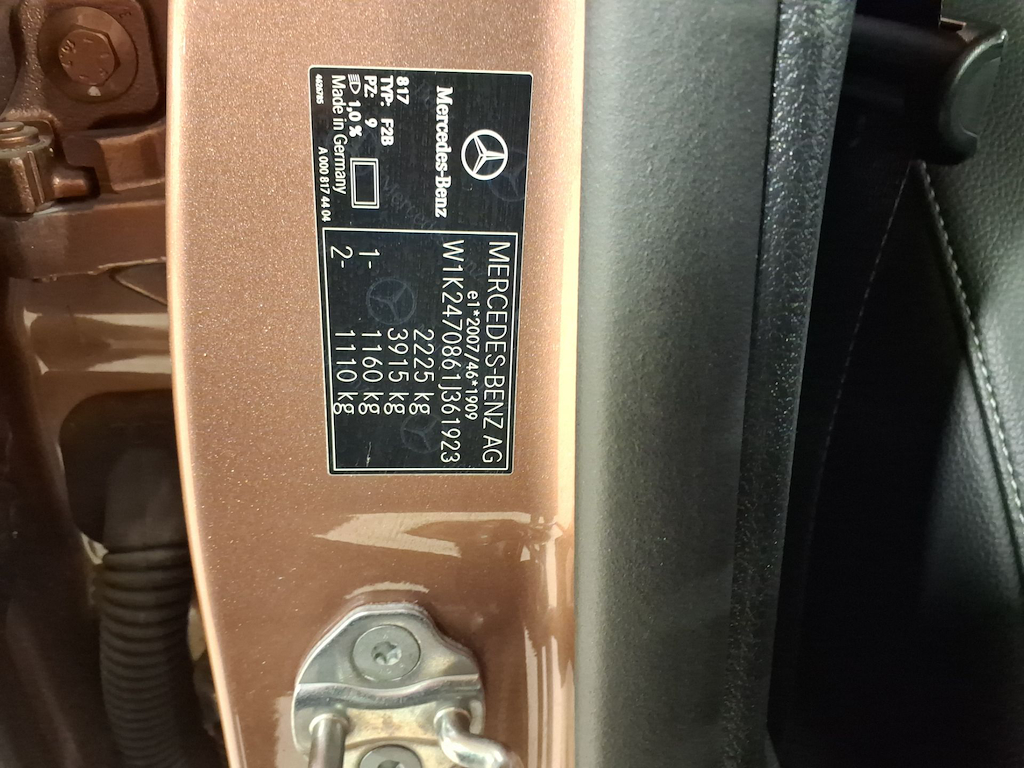 Mercedes-Benz
817
TYP: F2B
PZ: 9
1,0 %
Made in Germany
4626785
A 000 817 44 04
MERCEDES-BENZ AG
e1*2007/46*1909
W1K2470861J361923
2225 kg
3915 kg
1- 1160 kg
2- 1110 kg